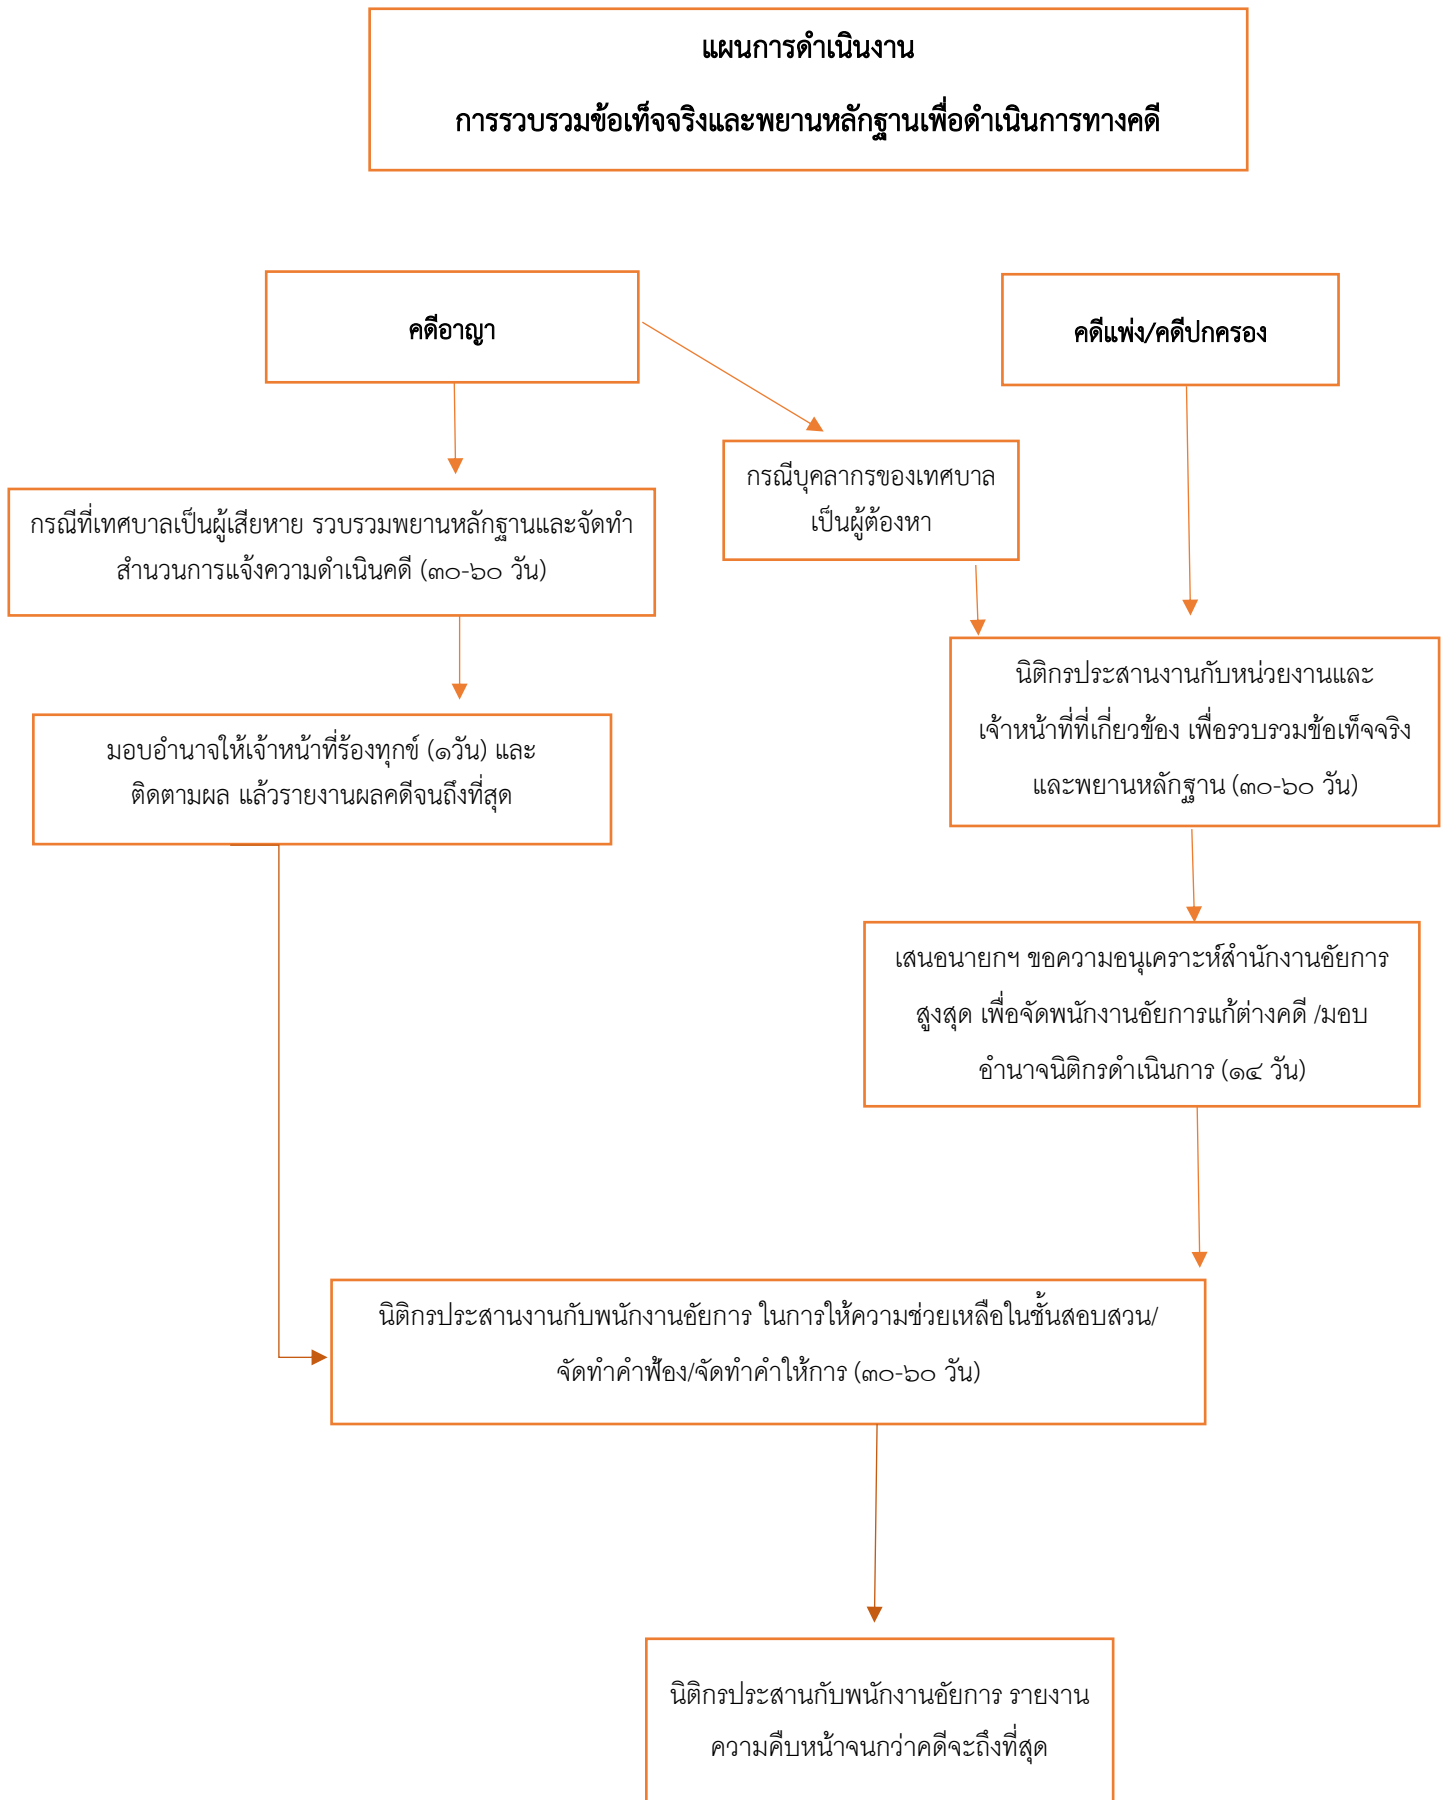 แผนการดำเนินงาน
การรวบรวมข้อเท็จจริงและพยานหลักฐานเพื่อดำเนินการทางคดี
คดีอาญา
คดีแพ่ง/คดีปกครอง
กรณีบุคลากรของเทศบาล
เป็นผู้ต้องหา
กรณีที่เทศบาลเป็นผู้เสียหาย รวบรวมพยานหลักฐานและจัดทำ
สำนวนการแจ้งความดำเนินคดี (๓๐-๖๐ วัน)
นิติกรประสานงานกับหน่วยงานและ
เจ้าหน้าที่ที่เกี่ยวข้อง เพื่อรวบรวมข้อเท็จจริง
และพยานหลักฐาน (๓๐-๖๐ วัน)
มอบอำนาจให้เจ้าหน้าที่ร้องทุกข์ (๑วัน) และ
ติดตามผล แล้วรายงานผลคดีจนถึงที่สุด
เสนอนายกฯ ขอความอนุเคราะห์สำนักงานอัยการ
สูงสุด เพื่อจัดพนักงานอัยการแก้ต่างคดี /มอบ
อำนาจนิติกรดำเนินการ (๑๔ วัน)
นิติกรประสานงานกับพนักงานอัยการ ในการให้ความช่วยเหลือในชั้นสอบสวน/
จัดทำคำฟ้อง/จัดทำคำให้การ (๓๐-๖๐ วัน)
นิติกรประสานกับพนักงานอัยการ รายงาน
ความคืบหน้าจนกว่าคดีจะถึงที่สุด